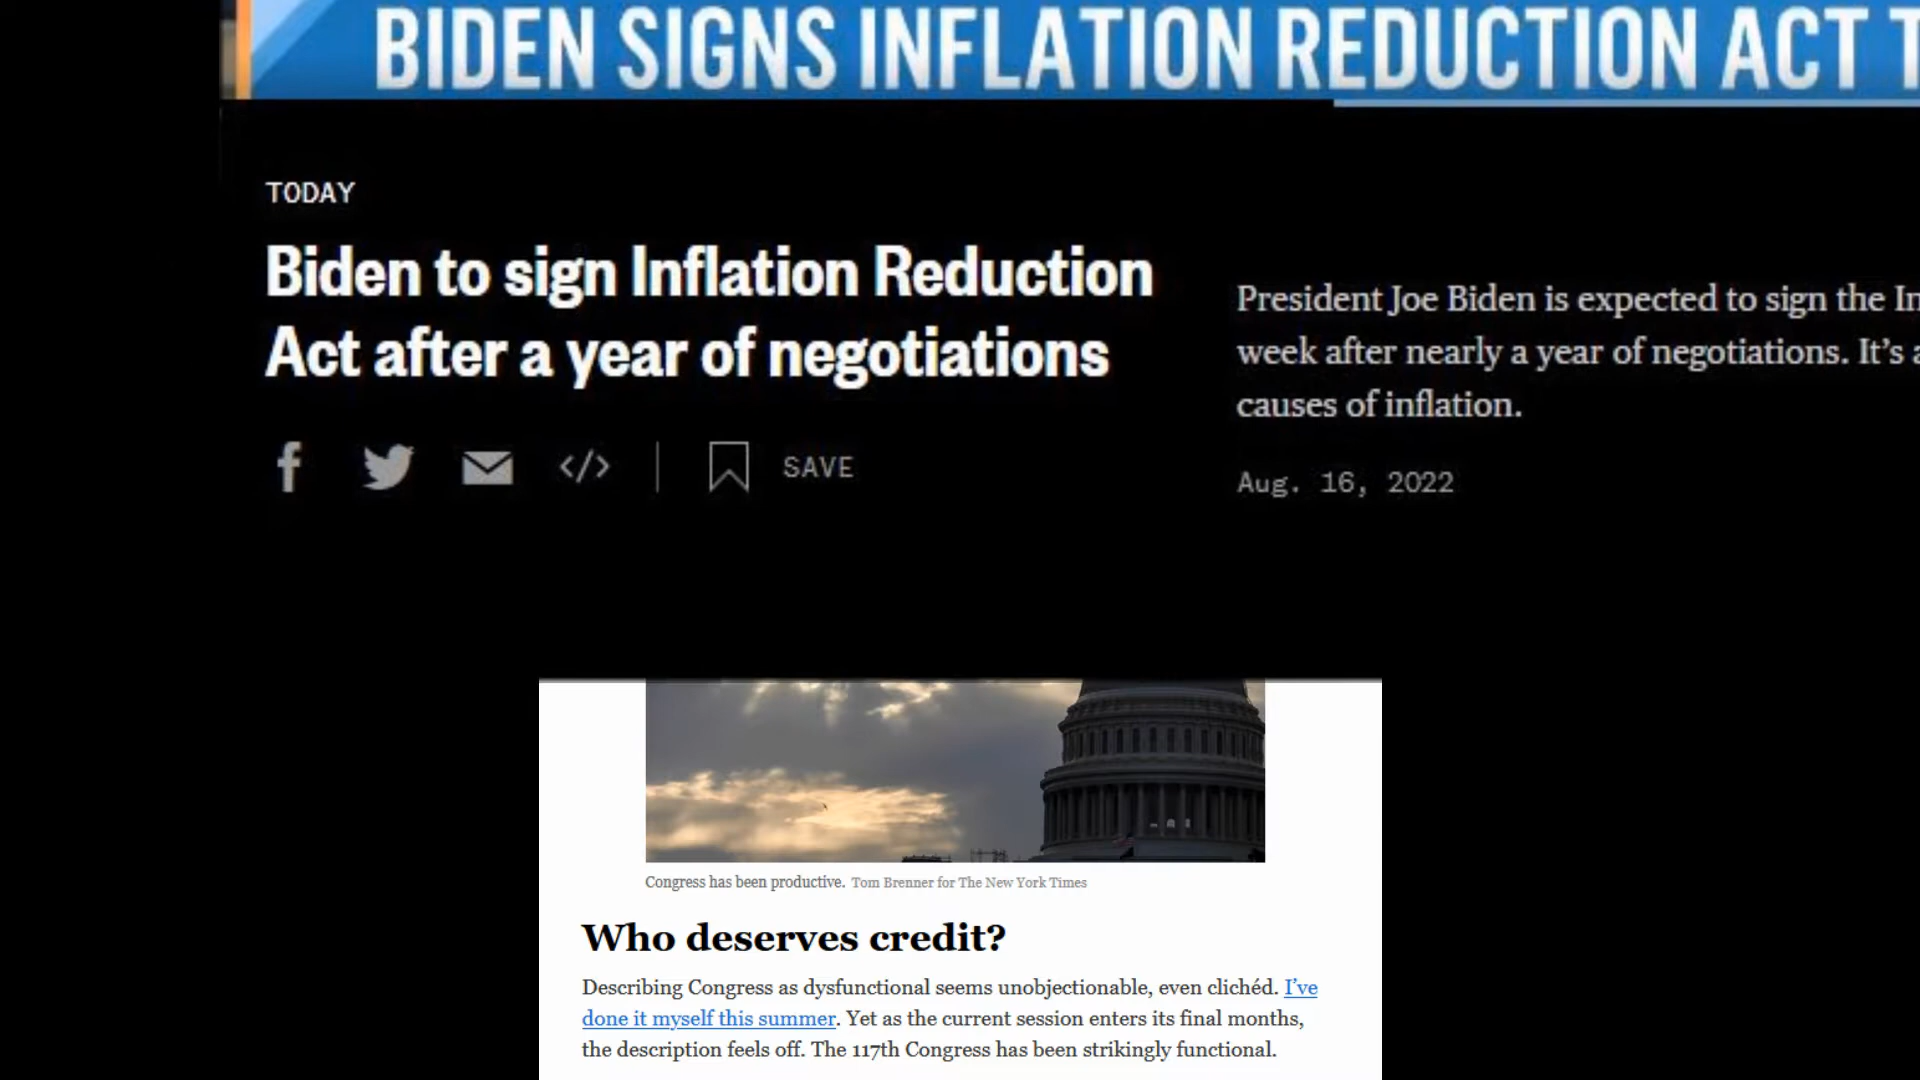 BIDEN SIGNS INFLATION REDUCTION ACT
TODAY
Biden to sign Inflation Reduction
Act after a year of negotiations
SAVE
President Joe Biden is expected to sign the
week after nearly a year of negotiations. It’s
causes of inflation.
Aug. 16, 2022
Congress has been productive. Tom Brenner for The New York Times
Who deserves credit?
Describing Congress as dysfunctional seems unobjectionable, even clichéd. I’ve
done it myself this summer. Yet as the current session enters its final months,
the description feels off. The 117th Congress has been strikingly functional.